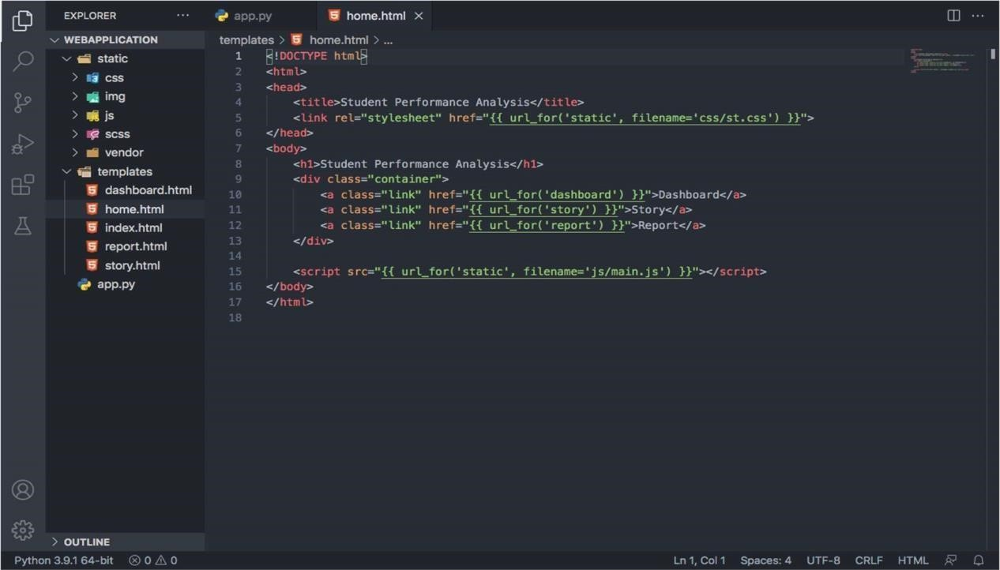 EXPLORER
app.py
home.html
WEBAPPLICATION
static
css
img
js
scss
vendor
templates
dashboard.html
home.html
index.html
report.html
story.html
app.py
OUTLINE
templates > home.html > ...
1 <!DOCTYPE html>
2 <html>
3 <head>
4     <title>Student Performance Analysis</title>
5     <link rel="stylesheet" href="{{ url_for('static', filename='css/st.css') }}">
6 </head>
7 <body>
8     <h1>Student Performance Analysis</h1>
9     <div class="container">
10         <a class="link" href="{{ url_for('dashboard') }}">Dashboard</a>
11         <a class="link" href="{{ url_for('story') }}">Story</a>
12         <a class="link" href="{{ url_for('report') }}">Report</a>
13     </div>
14
15     <script src="{{ url_for('static', filename='js/main.js') }}"></script>
16 </body>
17 </html>
18
Python 3.9.1 64-bit 0 0 Ln 1, Col 1 Spaces: 4 UTF-8 CRLF HTML